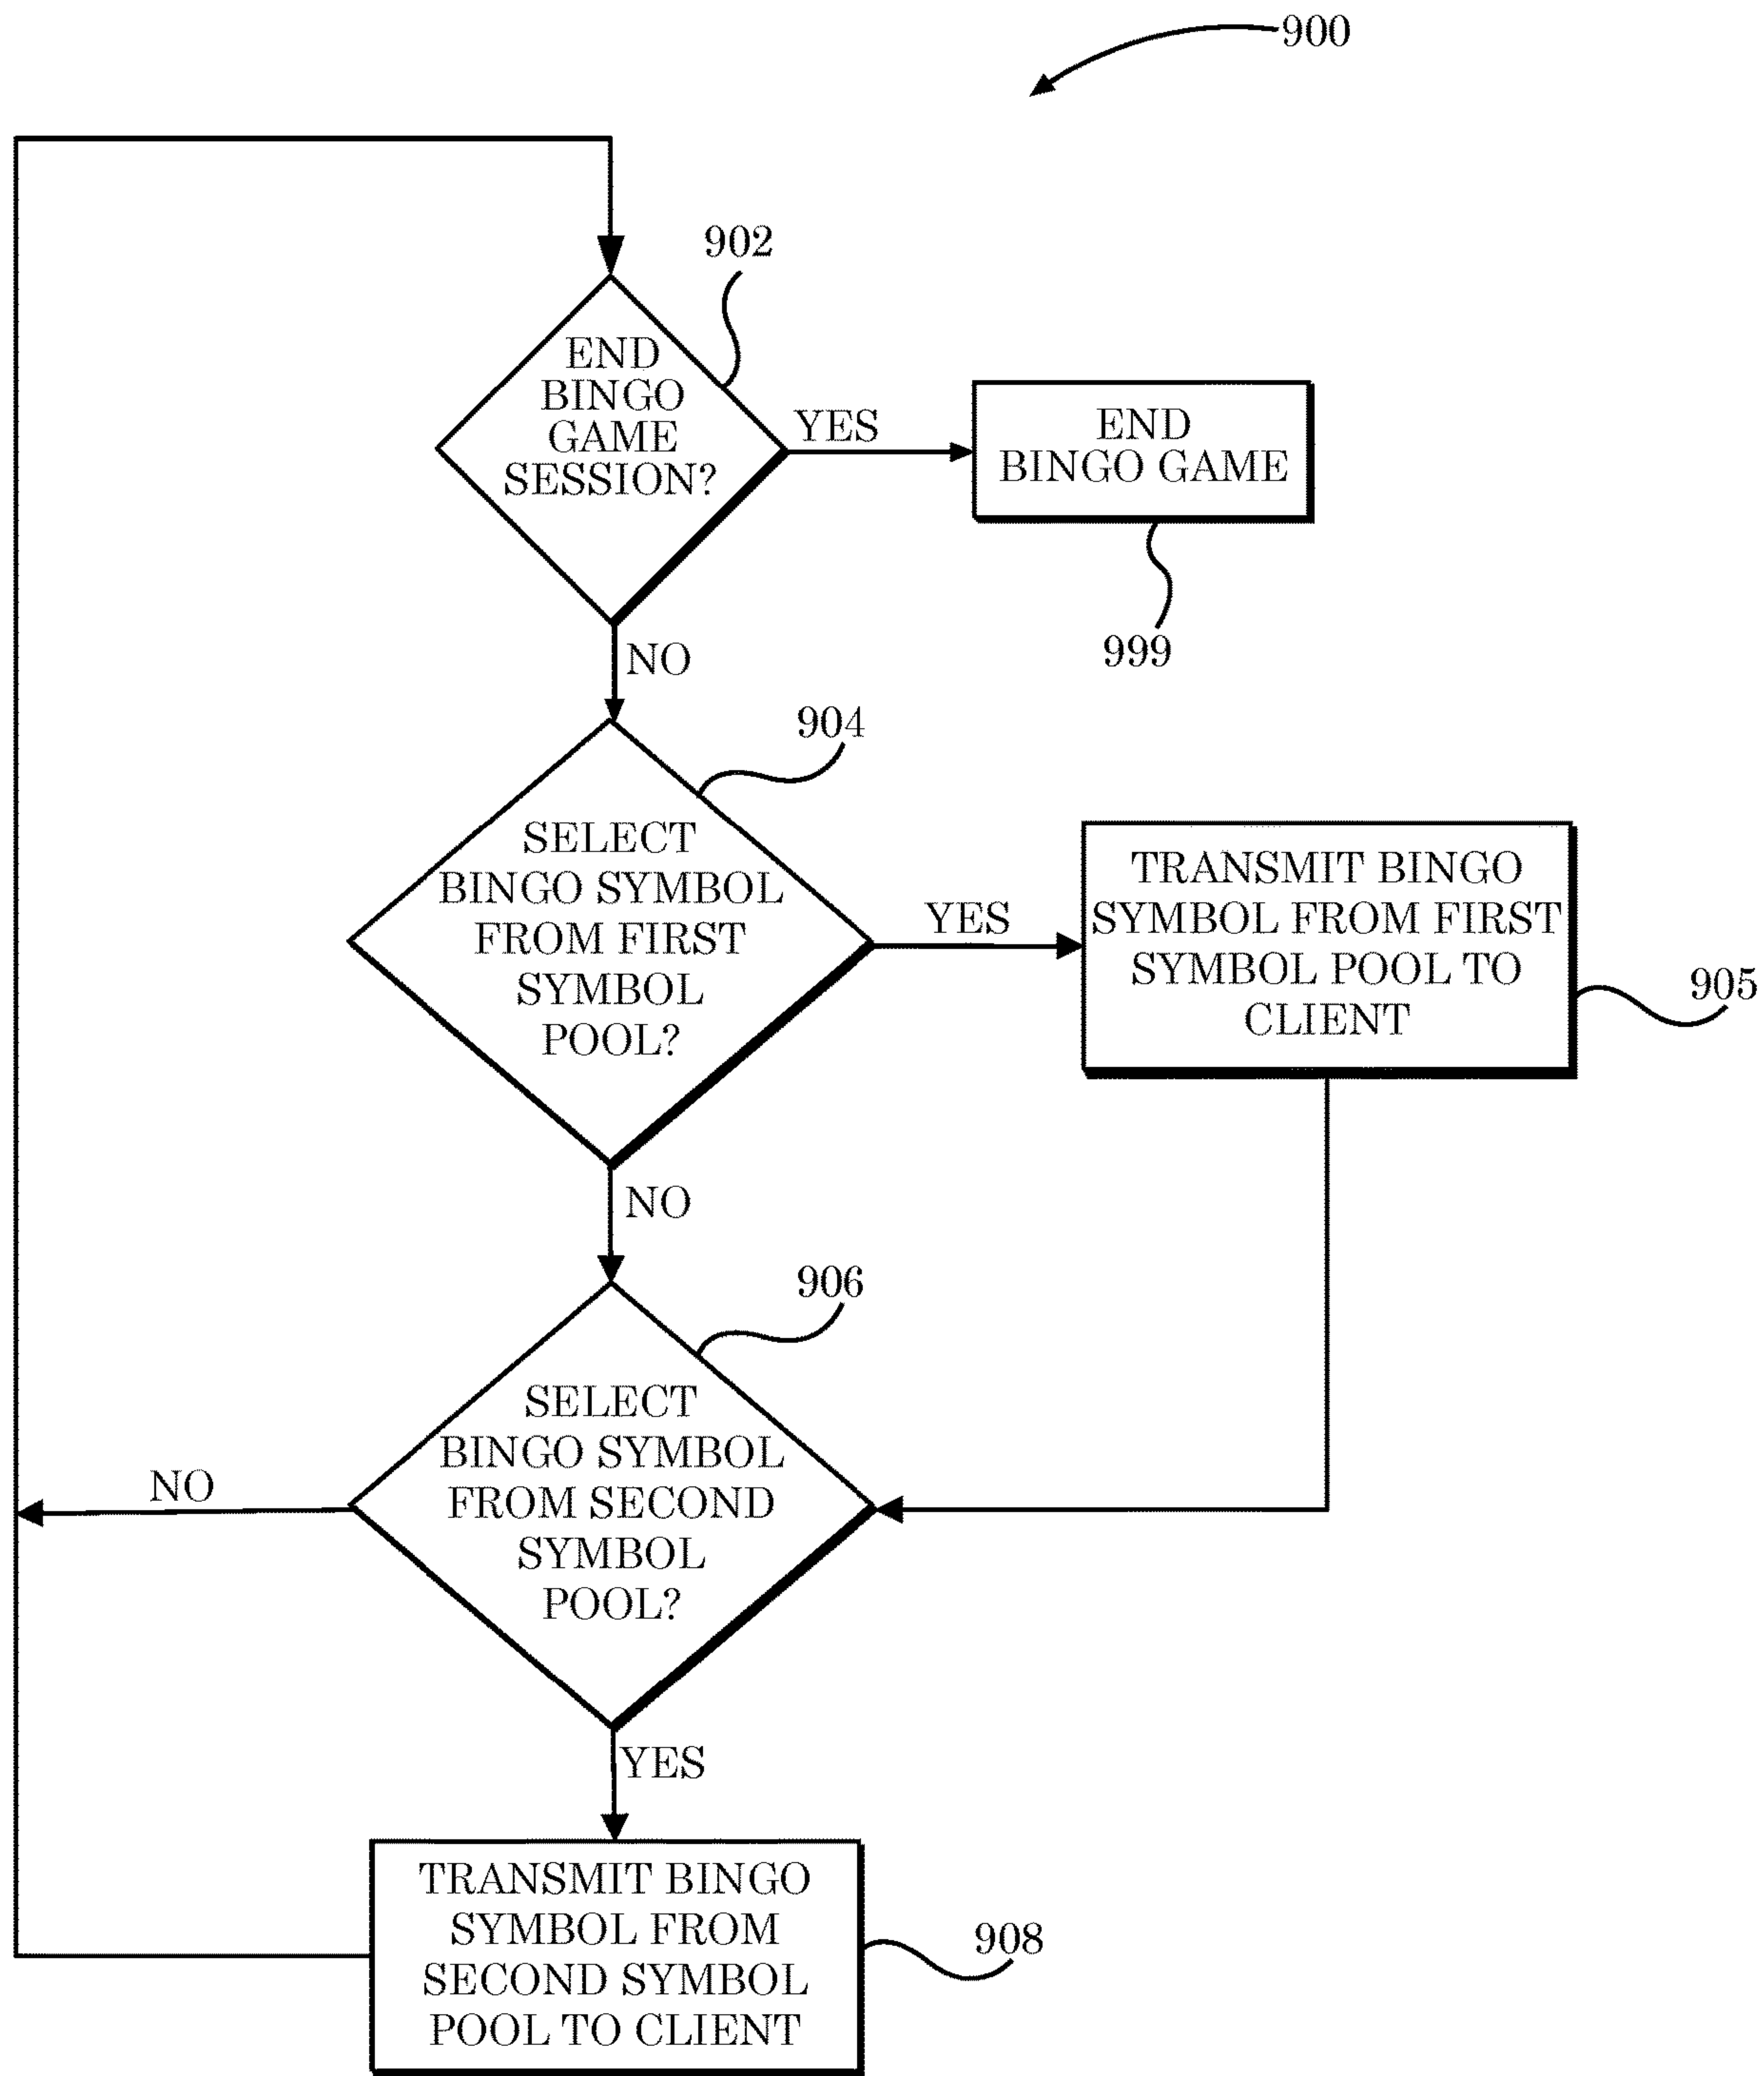 900
902
END
BINGO
GAME
SESSION?
YES
END
BINGO GAME
999
NO
904
SELECT
BINGO SYMBOL
FROM FIRST
SYMBOL
POOL?
YES
TRANSMIT BINGO
SYMBOL FROM FIRST
SYMBOL POOL TO
CLIENT
905
NO
906
SELECT
BINGO SYMBOL
FROM SECOND
SYMBOL
POOL?
NO
YES
TRANSMIT BINGO
SYMBOL FROM
SECOND SYMBOL
POOL TO CLIENT
908